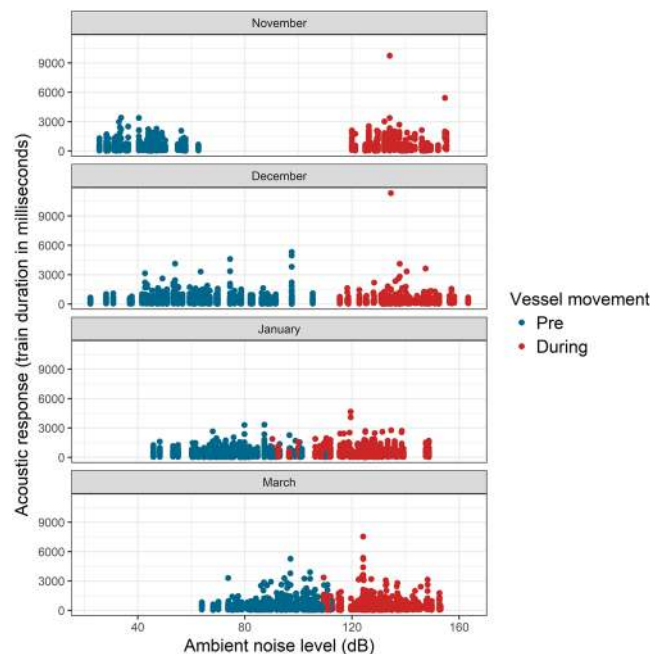 November
9000
6000
3000
0
December
9000
6000
3000
0
January
9000
6000
3000
0
March
9000
6000
3000
0
40 80 120 160
Ambient noise level (dB)
Acoustic response (train duration in milliseconds)
Vessel movement
Pre
During